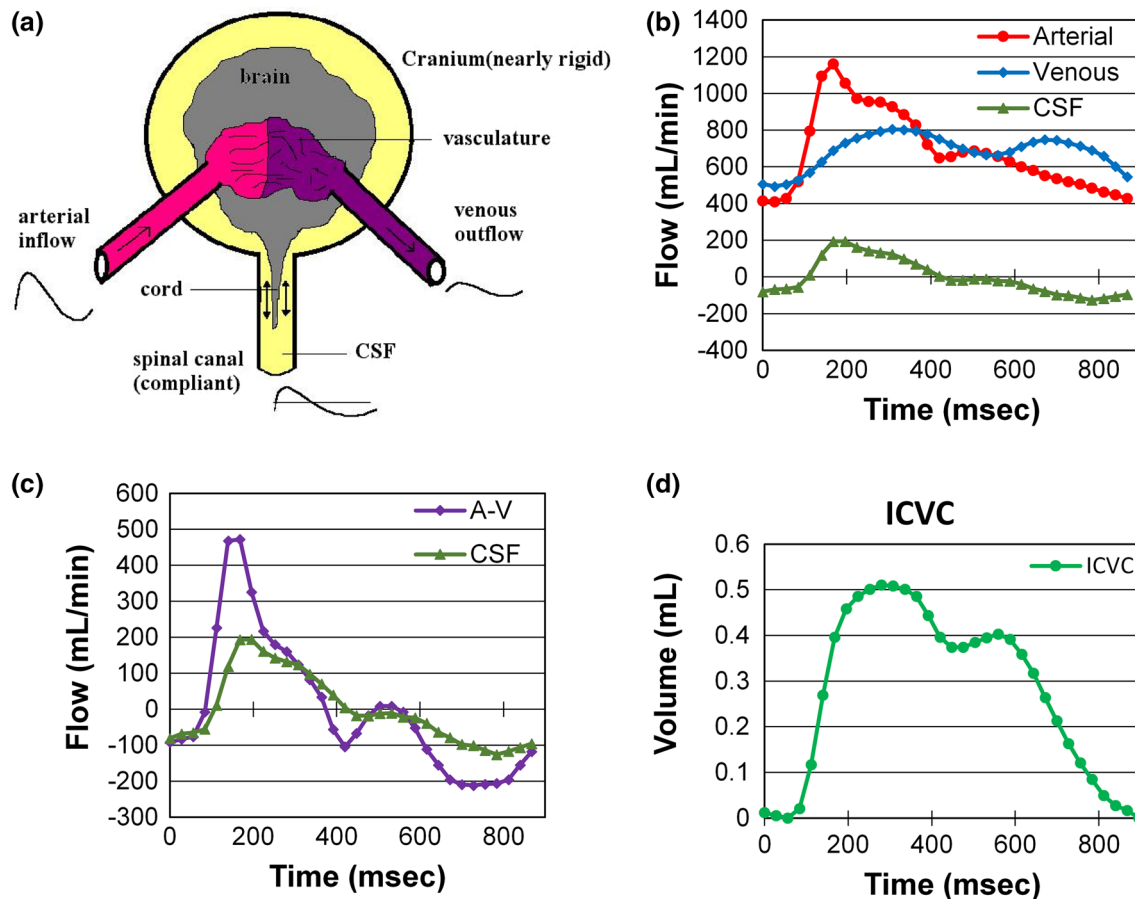 (a)
brain
Cranium(nearly rigid)
vasculature
arterial
inflow
venous
outflow
cord
CSF
spinal canal
(compliant)
(b)
1400
1200
1000
800
600
400
200
0
-200
-400
Flow (mL/min)
Arterial
Venous
CSF
0 200 400 600 800
Time (msec)
(c)
600
500
400
300
200
100
0
-100
-200
-300
Flow (mL/min)
A-V
CSF
0 200 400 600 800
Time (msec)
(d)
ICVC
0.6
0.5
0.4
0.3
0.2
0.1
0
Volume (mL)
ICVC
0 200 400 600 800
Time (msec)